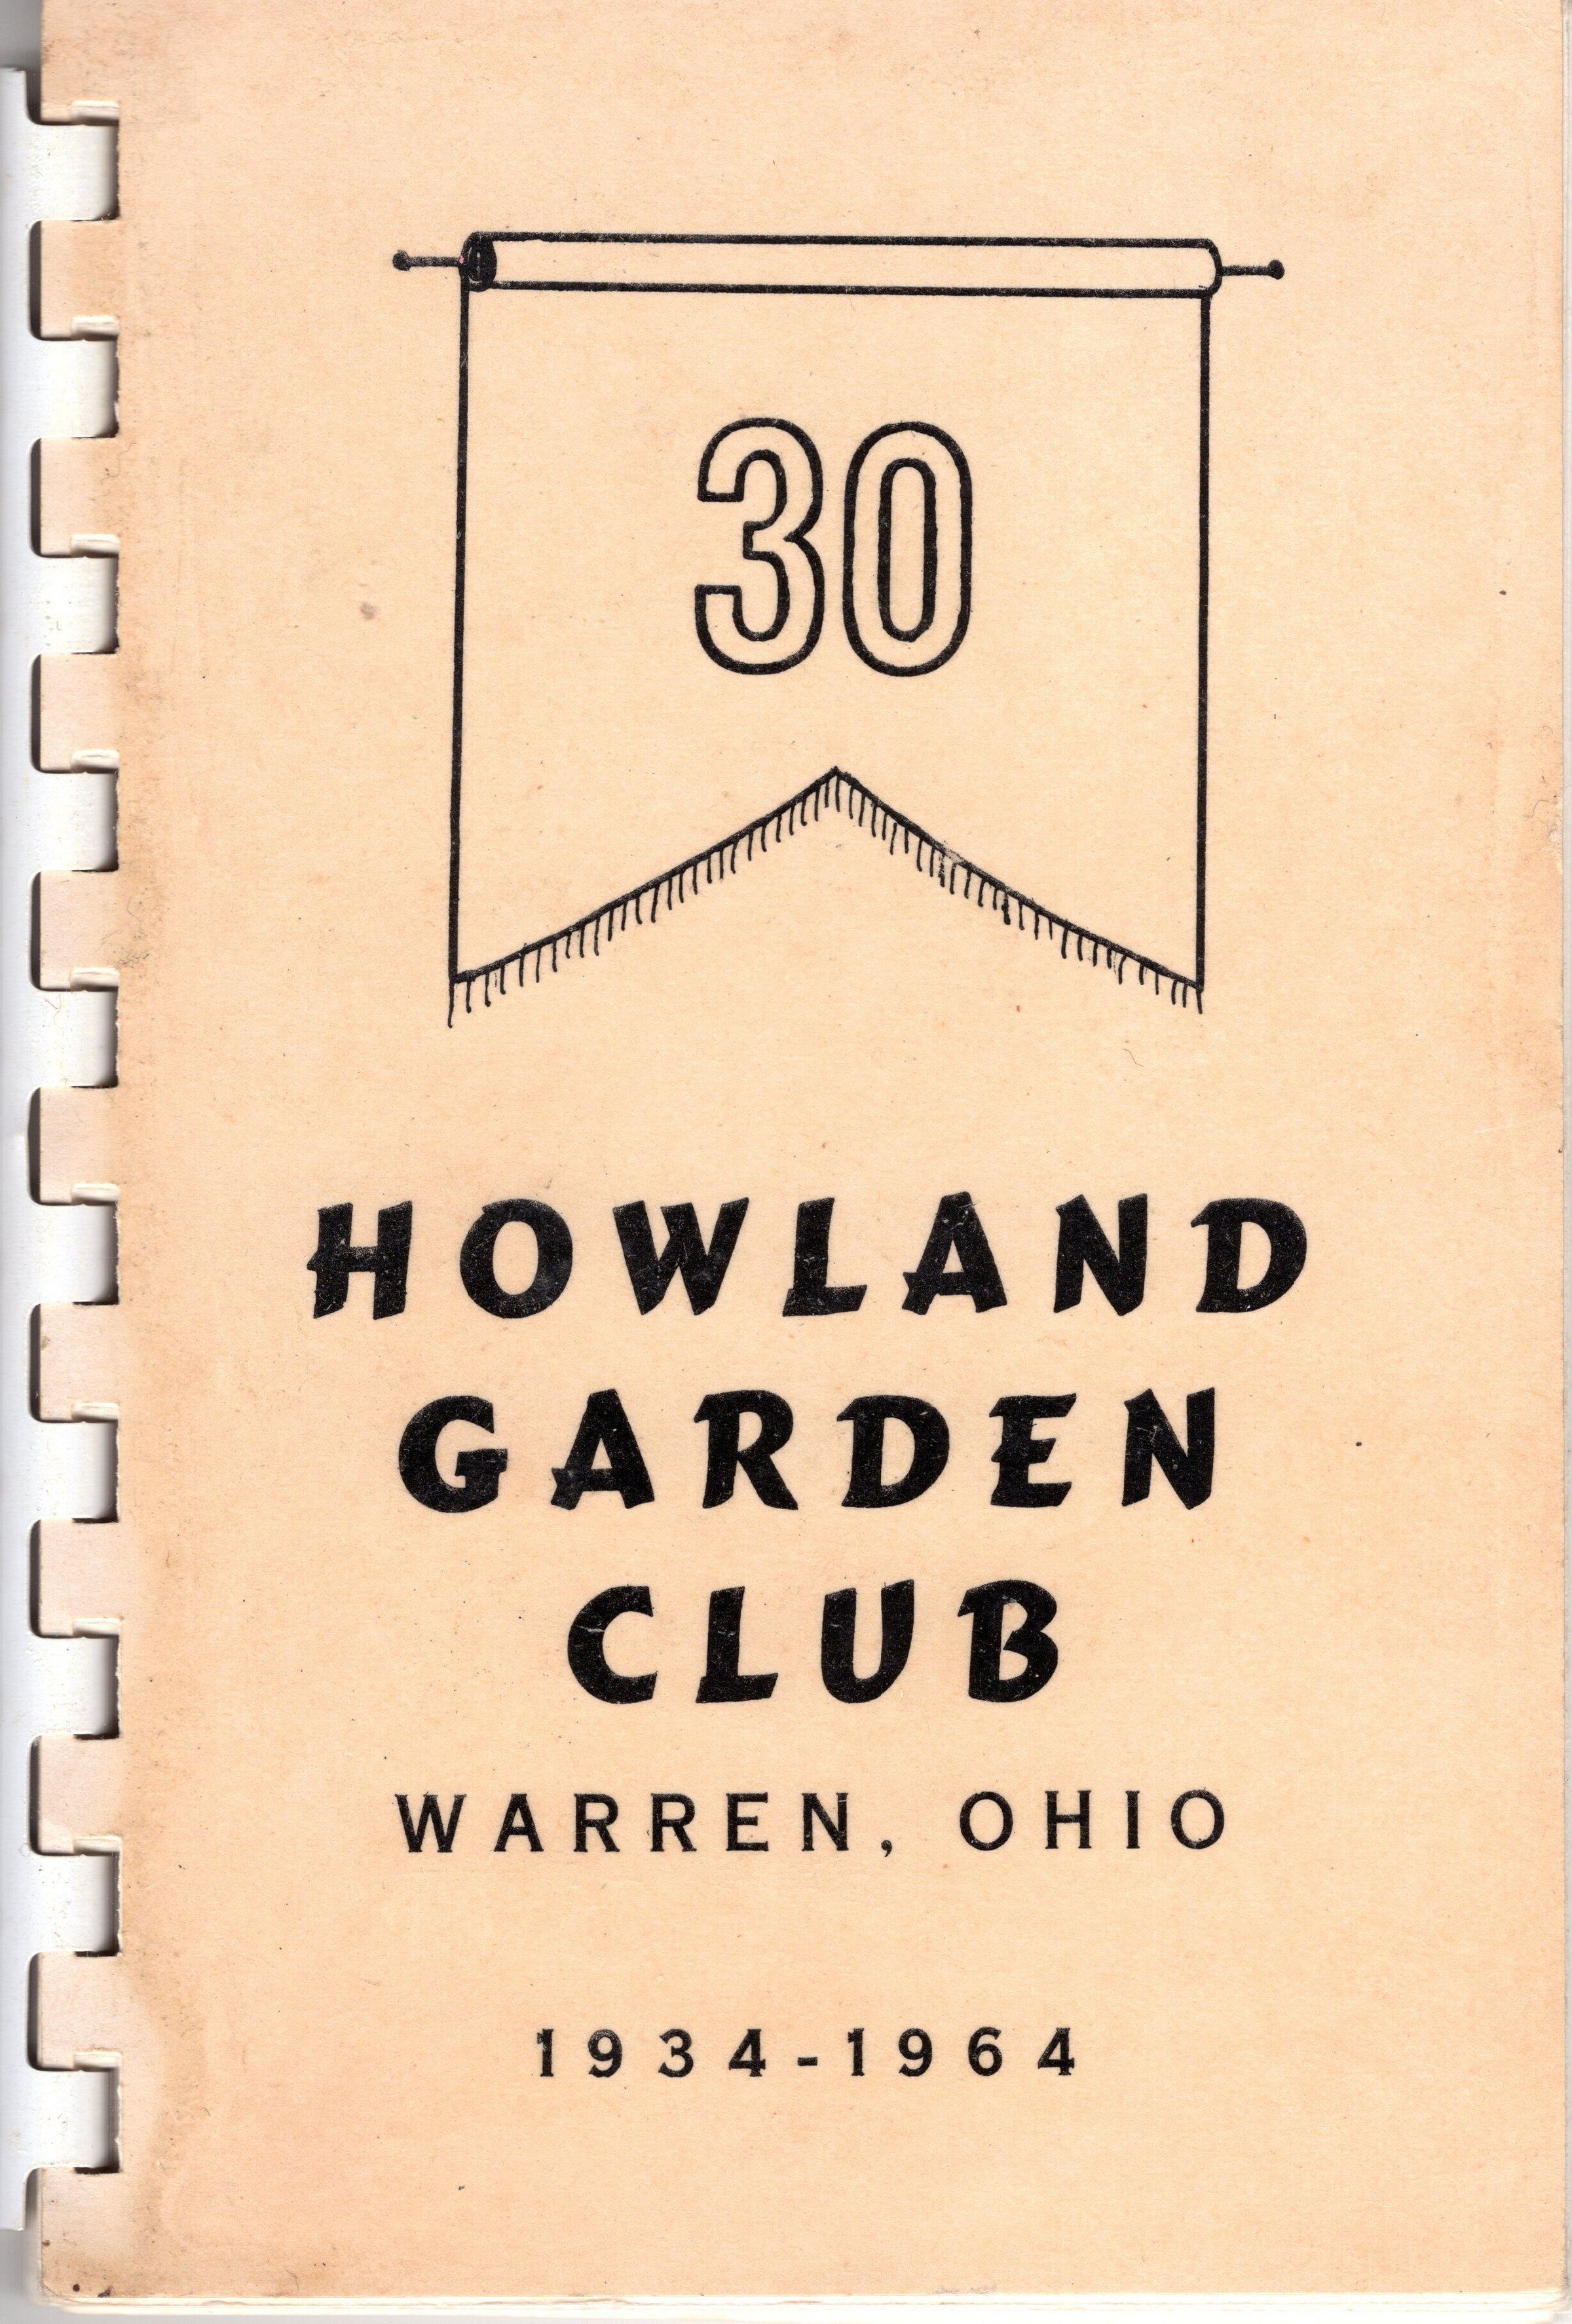 30
HOWLAND
GARDEN
CLUB
WARREN, OHIO
1934-1964